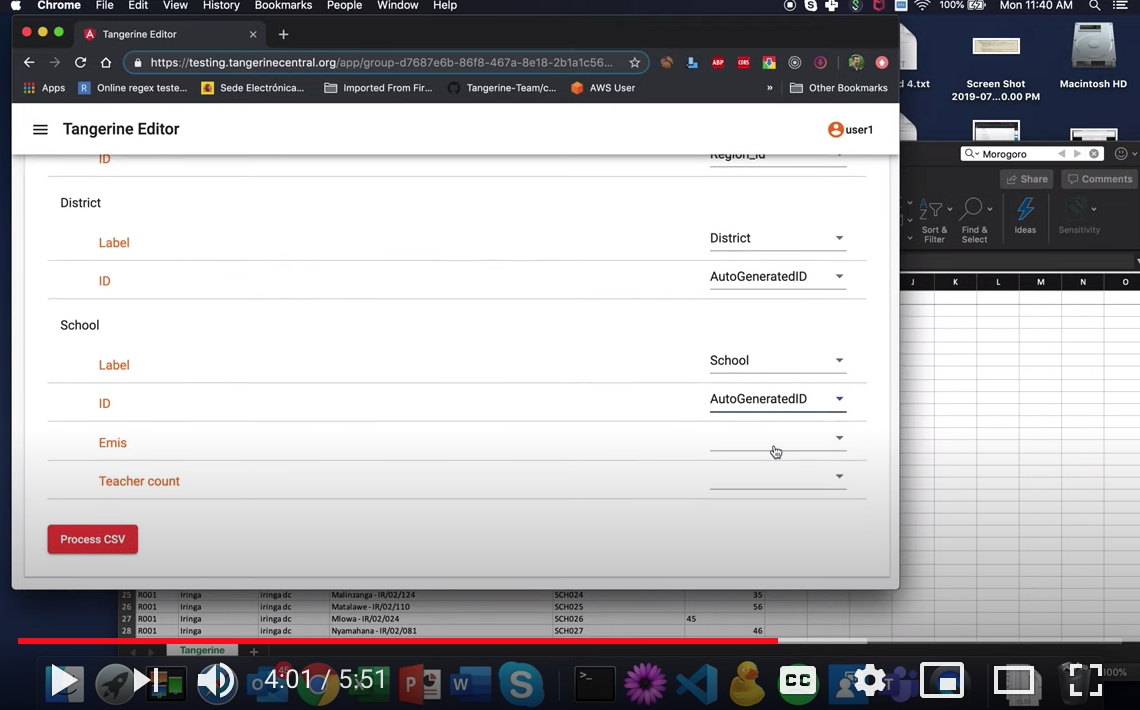 Chrome File Edit View History Bookmarks People Window Help 100% Mon 11:40 AM
Tangerine Editor
https://testing.tangerinecentral.org/app/group-d7687e6b-86f8-467a-8e18-2b1a1c56...
ABP CORS
Apps Online regex teste... Sede Electrónica... Imported From Fir... Tangerine-Team/c... AWS User » Other Bookmarks
Tangerine Editor user1
ID Region_id
District
Label District
ID AutoGeneratedID
School
Label School
ID AutoGeneratedID
Emis
Teacher count
Process CSV
d 4.txt
Screen Shot
2019-07...0.00 PM
Macintosh HD
Morogoro
Share Comments
Sort &
Filter
Find &
Select
Ideas
Sensitivity
J K L M N O
25 R001 Iringa iringa dc Malinzanga - IR/02/124 SCH024 35
26 R001 Iringa iringa dc Matalawe - IR/02/110 SCH025 56
27 R001 Iringa iringa dc Mlowa - IR/02/024 SCH026 45
28 R001 Iringa iringa dc Nyamahana - IR/02/081 SCH027 46
Tangerine
100%
4:01 / 5:51
CC